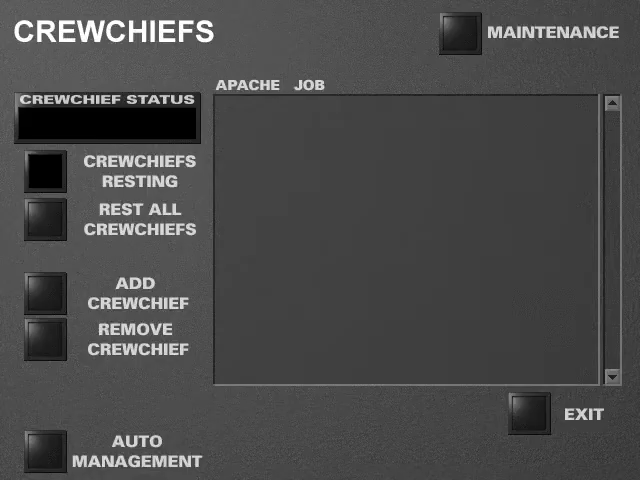 CREWCHIEFS
MAINTENANCE
APACHE JOB
CREWCHIEF STATUS
CREWCHIEFS
RESTING
REST ALL
CREWCHIEFS
ADD
CREWCHIEF
REMOVE
CREWCHIEF
EXIT
AUTO
MANAGEMENT